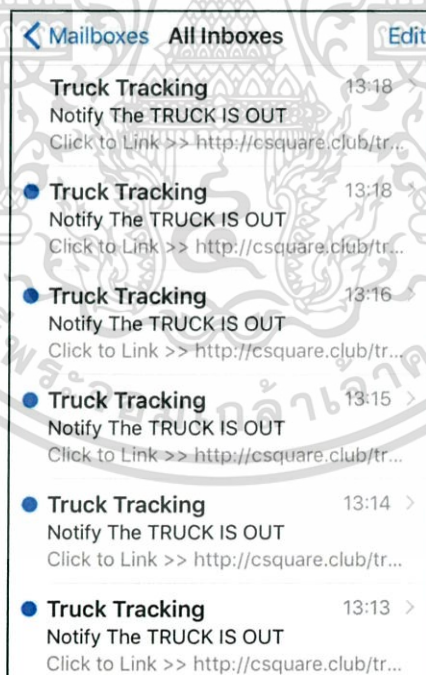 Mailboxes All Inboxes Edit
Truck Tracking 13:18
Notify The TRUCK IS OUT
Click to Link >> http://csquare.club/tr...
Truck Tracking 13:18
Notify The TRUCK IS OUT
Click to Link >> http://csquare.club/tr...
Truck Tracking 13:16
Notify The TRUCK IS OUT
Click to Link >> http://csquare.club/tr...
Truck Tracking 13:15
Notify The TRUCK IS OUT
Click to Link >> http://csquare.club/tr...
Truck Tracking 13:14
Notify The TRUCK IS OUT
Click to Link >> http://csquare.club/tr...
Truck Tracking 13:13
Notify The TRUCK IS OUT
Click to Link >> http://csquare.club/tr...